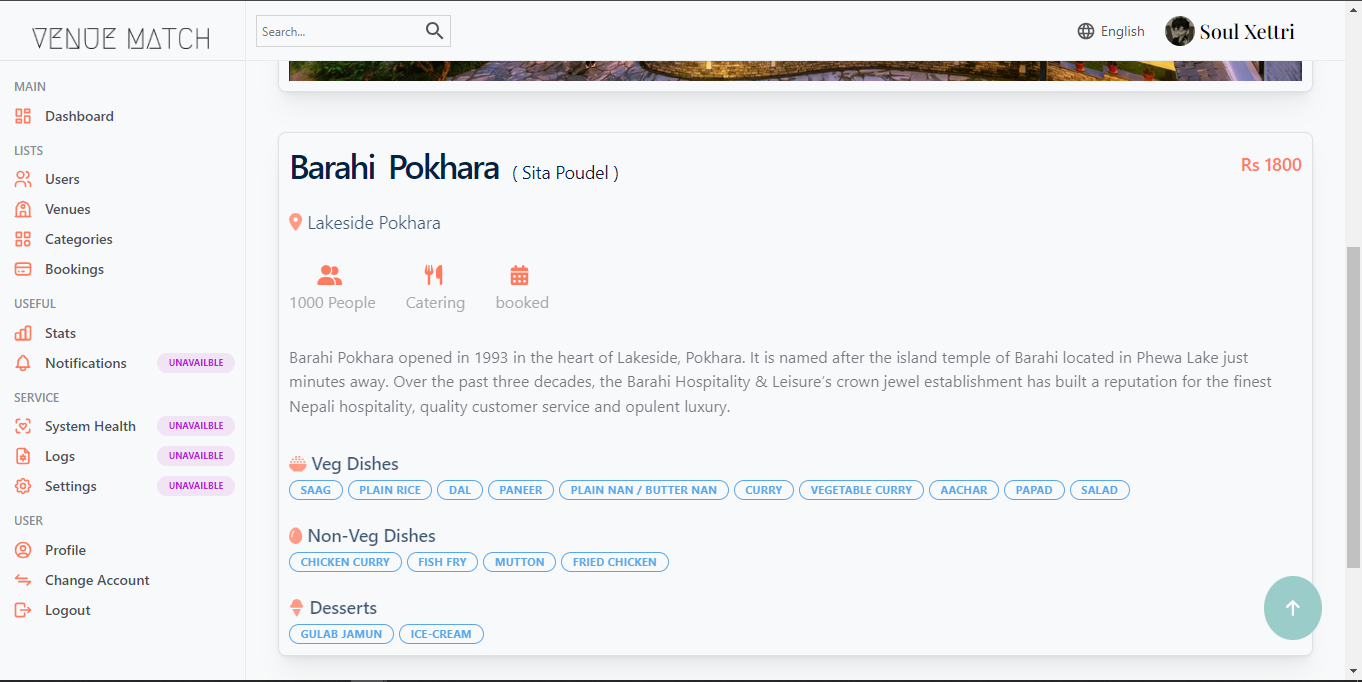 VENUE MATCH
Search...
English
Soul Xettri
MAIN
Dashboard
LISTS
Users
Venues
Categories
Bookings
USEFUL
Stats
Notifications UNAVAILBLE
SERVICE
System Health UNAVAILBLE
Logs UNAVAILBLE
Settings UNAVAILBLE
USER
Profile
Change Account
Logout
Barahi Pokhara ( Sita Poudel )
Rs 1800
Lakeside Pokhara
1000 People Catering booked
Barahi Pokhara opened in 1993 in the heart of Lakeside, Pokhara. It is named after the island temple of Barahi located in Phewa Lake just
minutes away. Over the past three decades, the Barahi Hospitality & Leisure’s crown jewel establishment has built a reputation for the finest
Nepali hospitality, quality customer service and opulent luxury.
Veg Dishes
SAAG PLAIN RICE DAL PANEER PLAIN NAN / BUTTER NAN CURRY VEGETABLE CURRY AACHAR PAPAD SALAD
Non-Veg Dishes
CHICKEN CURRY FISH FRY MUTTON FRIED CHICKEN
Desserts
GULAB JAMUN ICE-CREAM